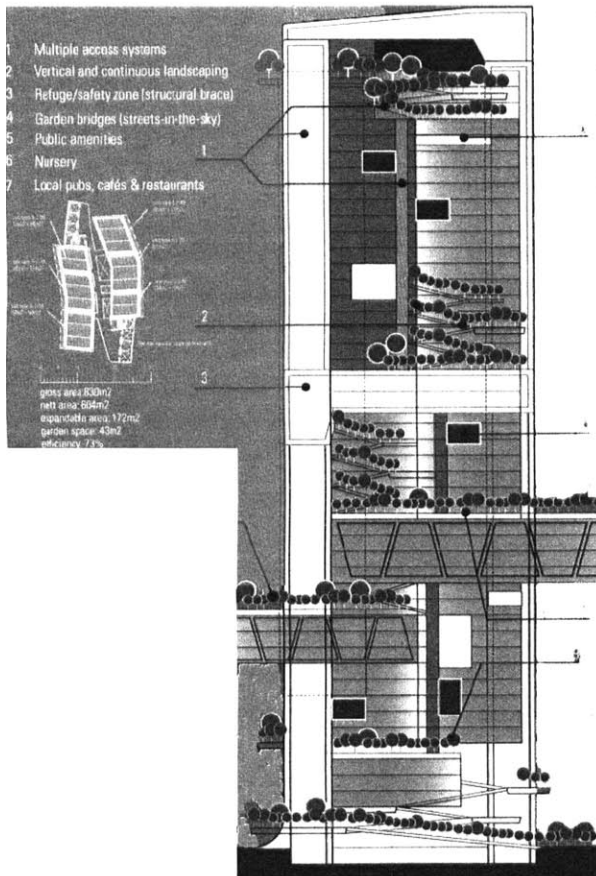 1 Multiple access systems
2 Vertical and continuous landscaping
3 Refuge/safety zone (structural brace)
4 Garden bridges (streets-in-the-sky)
5 Public amenities
6 Nursery
7 Local pubs, cafés & restaurants
1
2
3
gross area: 830m2
nett area: 604m2
expandable area: 172m2
garden space: 43m2
efficiency: 73%